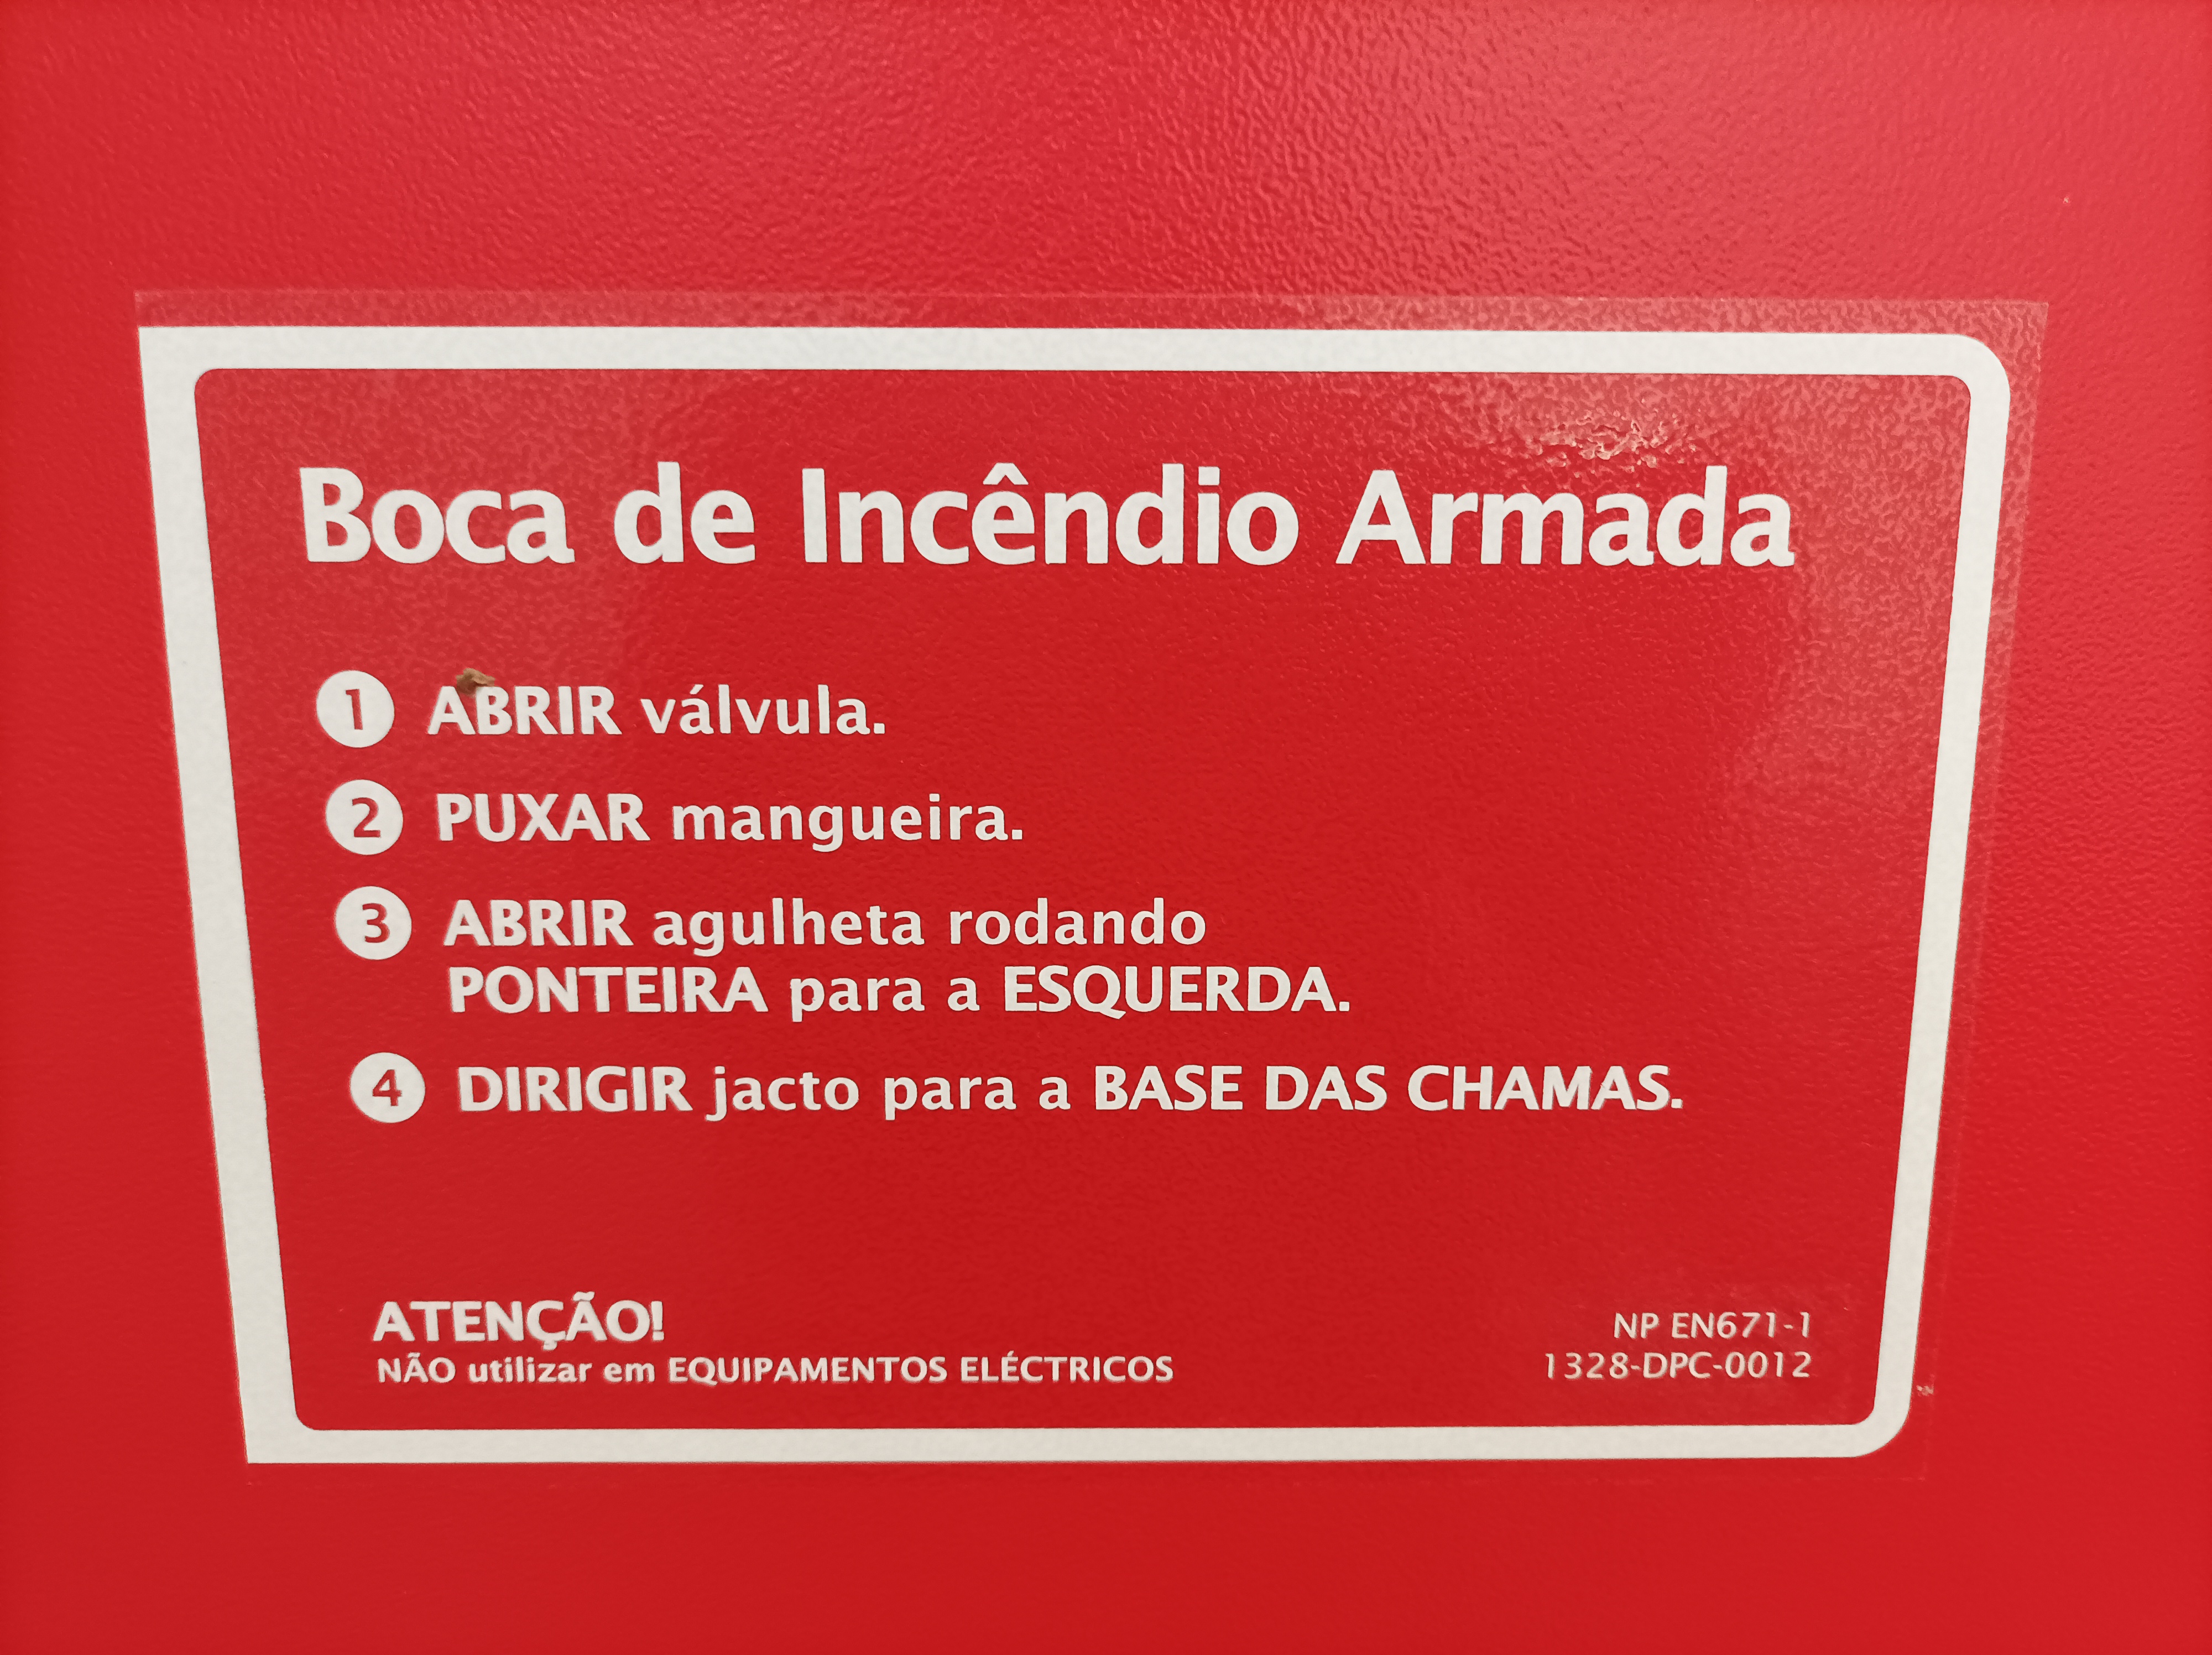 Boca de Incêndio Armada
1 ABRIR válvula.
2 PUXAR mangueira.
3 ABRIR agulheta rodando
PONTEIRA para a ESQUERDA.
4 DIRIGIR jacto para a BASE DAS CHAMAS.
ATENÇÃO!
NÃO utilizar em EQUIPAMENTOS ELÉCTRICOS
NP EN671-1
1328-DPC-0012